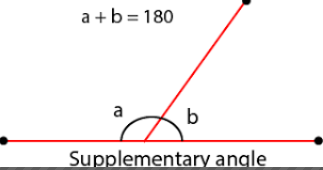 a + b = 180
a
b
Supplementary angle